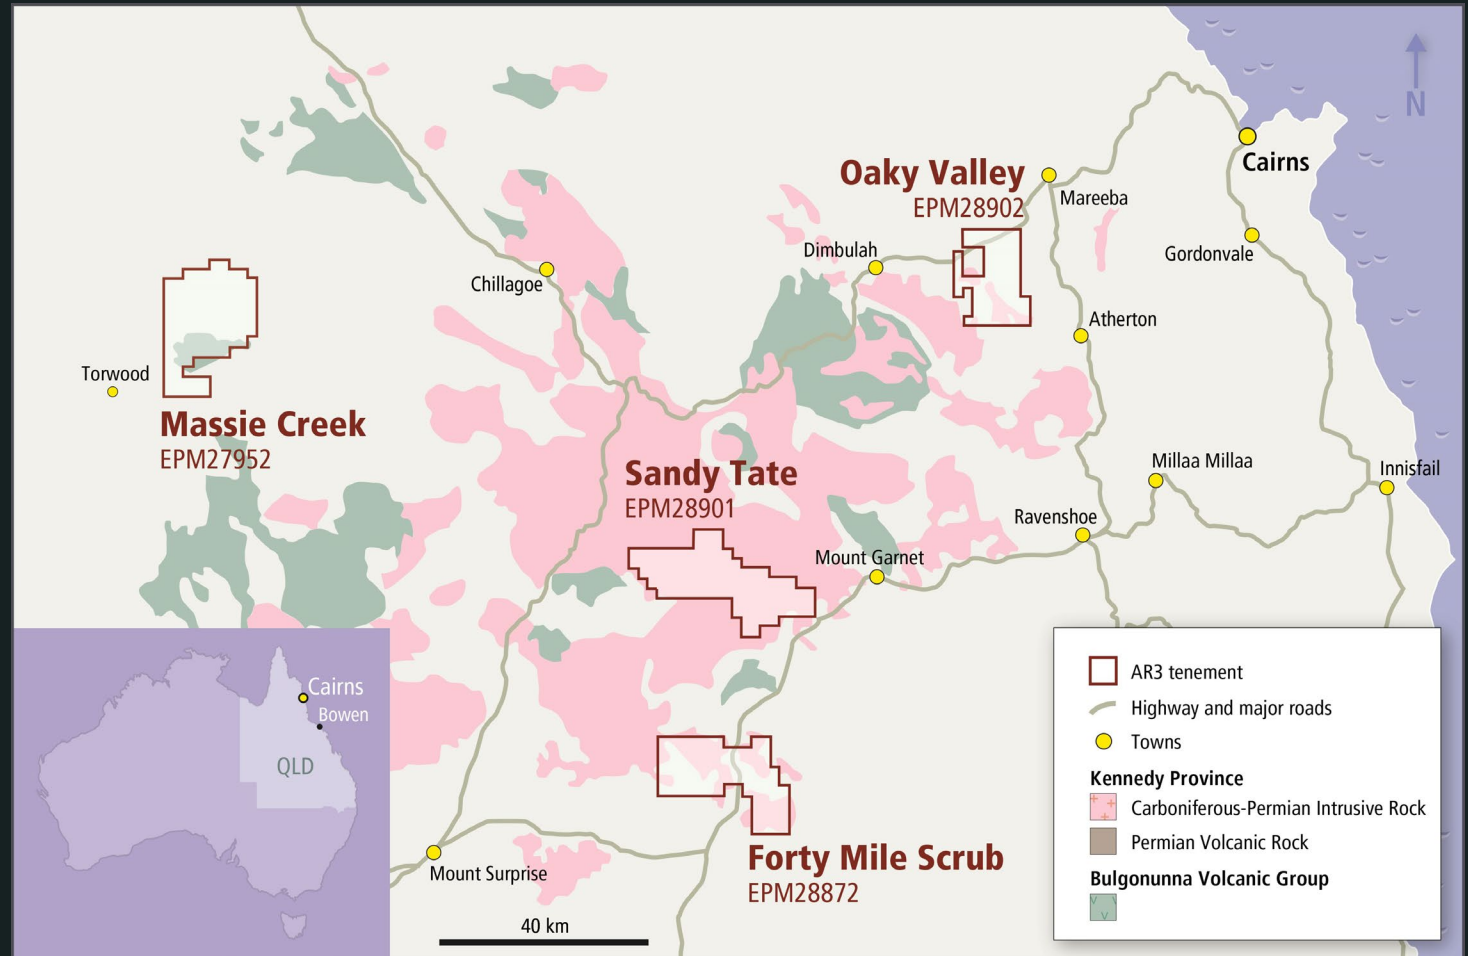 N
Cairns
Oaky Valley
EPM28902
Mareeba
Dimbulah
Gordonvale
Chillagoe
Atherton
Torwood
Massie Creek
EPM27952
Sandy Tate
EPM28901
Millaa Millaa
Innisfail
Ravenshoe
Mount Garnet
Cairns
Bowen
QLD
Mount Surprise
Forty Mile Scrub
EPM28872
40 km
AR3 tenement
Highway and major roads
Towns
Kennedy Province
Carboniferous-Permian Intrusive Rock
Permian Volcanic Rock
Bulgonunna Volcanic Group